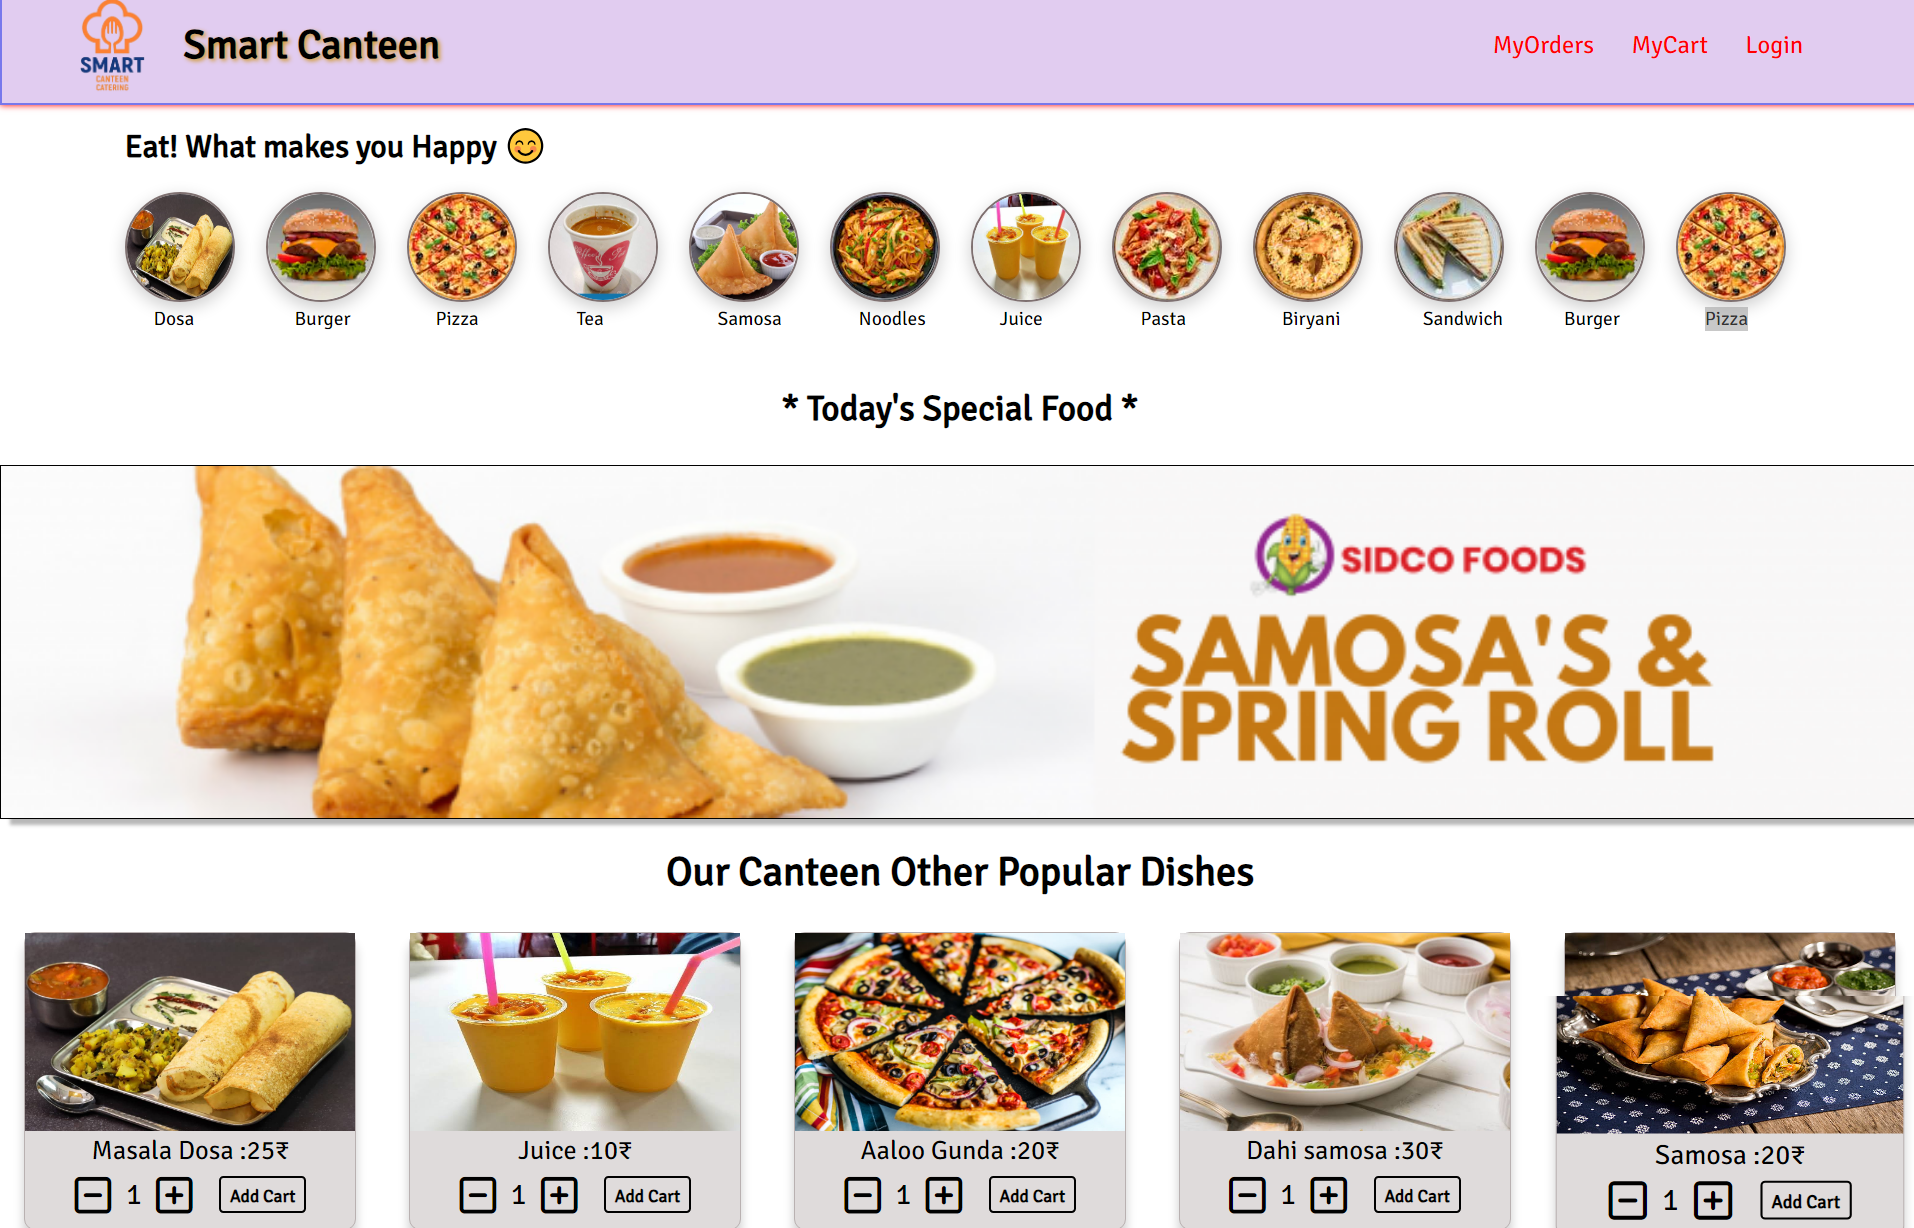 SMART
CANTEEN
CATERING
Smart Canteen
MyOrders MyCart Login
Eat! What makes you Happy 😊
Dosa Burger Pizza Tea Samosa Noodles Juice Pasta Biryani Sandwich Burger Pizza
* Today's Special Food *
SIDCO FOODS
SAMOSA'S &
SPRING ROLL
Our Canteen Other Popular Dishes
Masala Dosa :25₹ Juice :10₹ Aaloo Gunda :20₹ Dahi samosa :30₹ Samosa :20₹
1 Add Cart 1 Add Cart 1 Add Cart 1 Add Cart 1 Add Cart